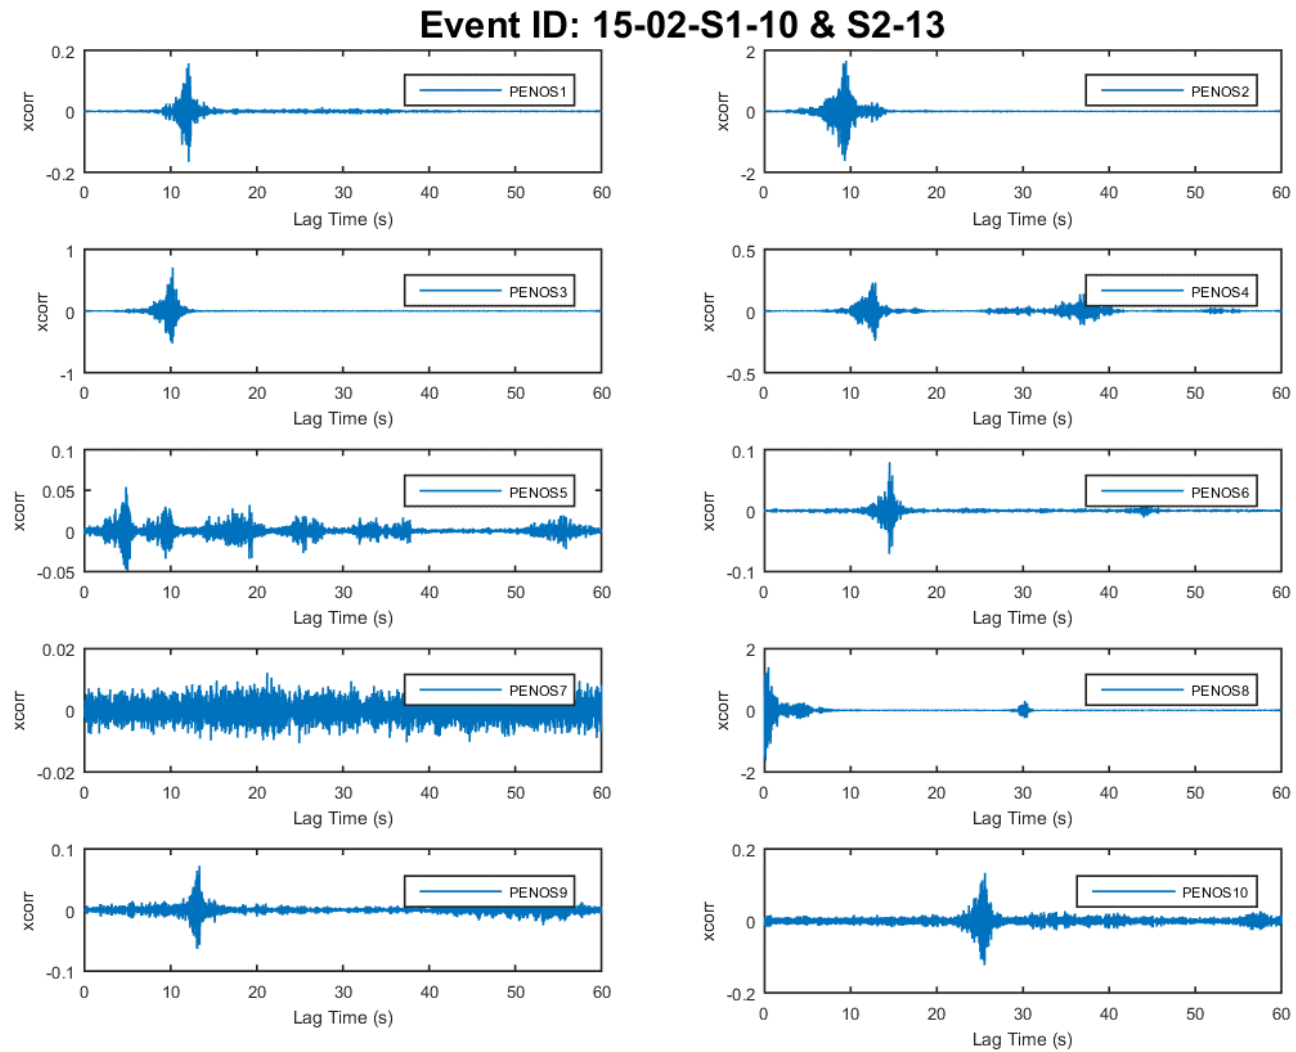 Event ID: 15-02-S1-10 & S2-13
0.2
0
-0.2
xcorr
PENOS1
0 10 20 30 40 50 60
Lag Time (s)
2
0
-2
xcorr
PENOS2
0 10 20 30 40 50 60
Lag Time (s)
1
0
-1
xcorr
PENOS3
0 10 20 30 40 50 60
Lag Time (s)
0.5
0
-0.5
xcorr
PENOS4
0 10 20 30 40 50 60
Lag Time (s)
0.1
0.05
0
-0.05
xcorr
PENOS5
0 10 20 30 40 50 60
Lag Time (s)
0.1
0
-0.1
xcorr
PENOS6
0 10 20 30 40 50 60
Lag Time (s)
0.02
0
-0.02
xcorr
PENOS7
0 10 20 30 40 50 60
Lag Time (s)
2
0
-2
xcorr
PENOS8
0 10 20 30 40 50 60
Lag Time (s)
0.1
0
-0.1
xcorr
PENOS9
0 10 20 30 40 50 60
Lag Time (s)
0.2
0
-0.2
xcorr
PENOS10
0 10 20 30 40 50 60
Lag Time (s)